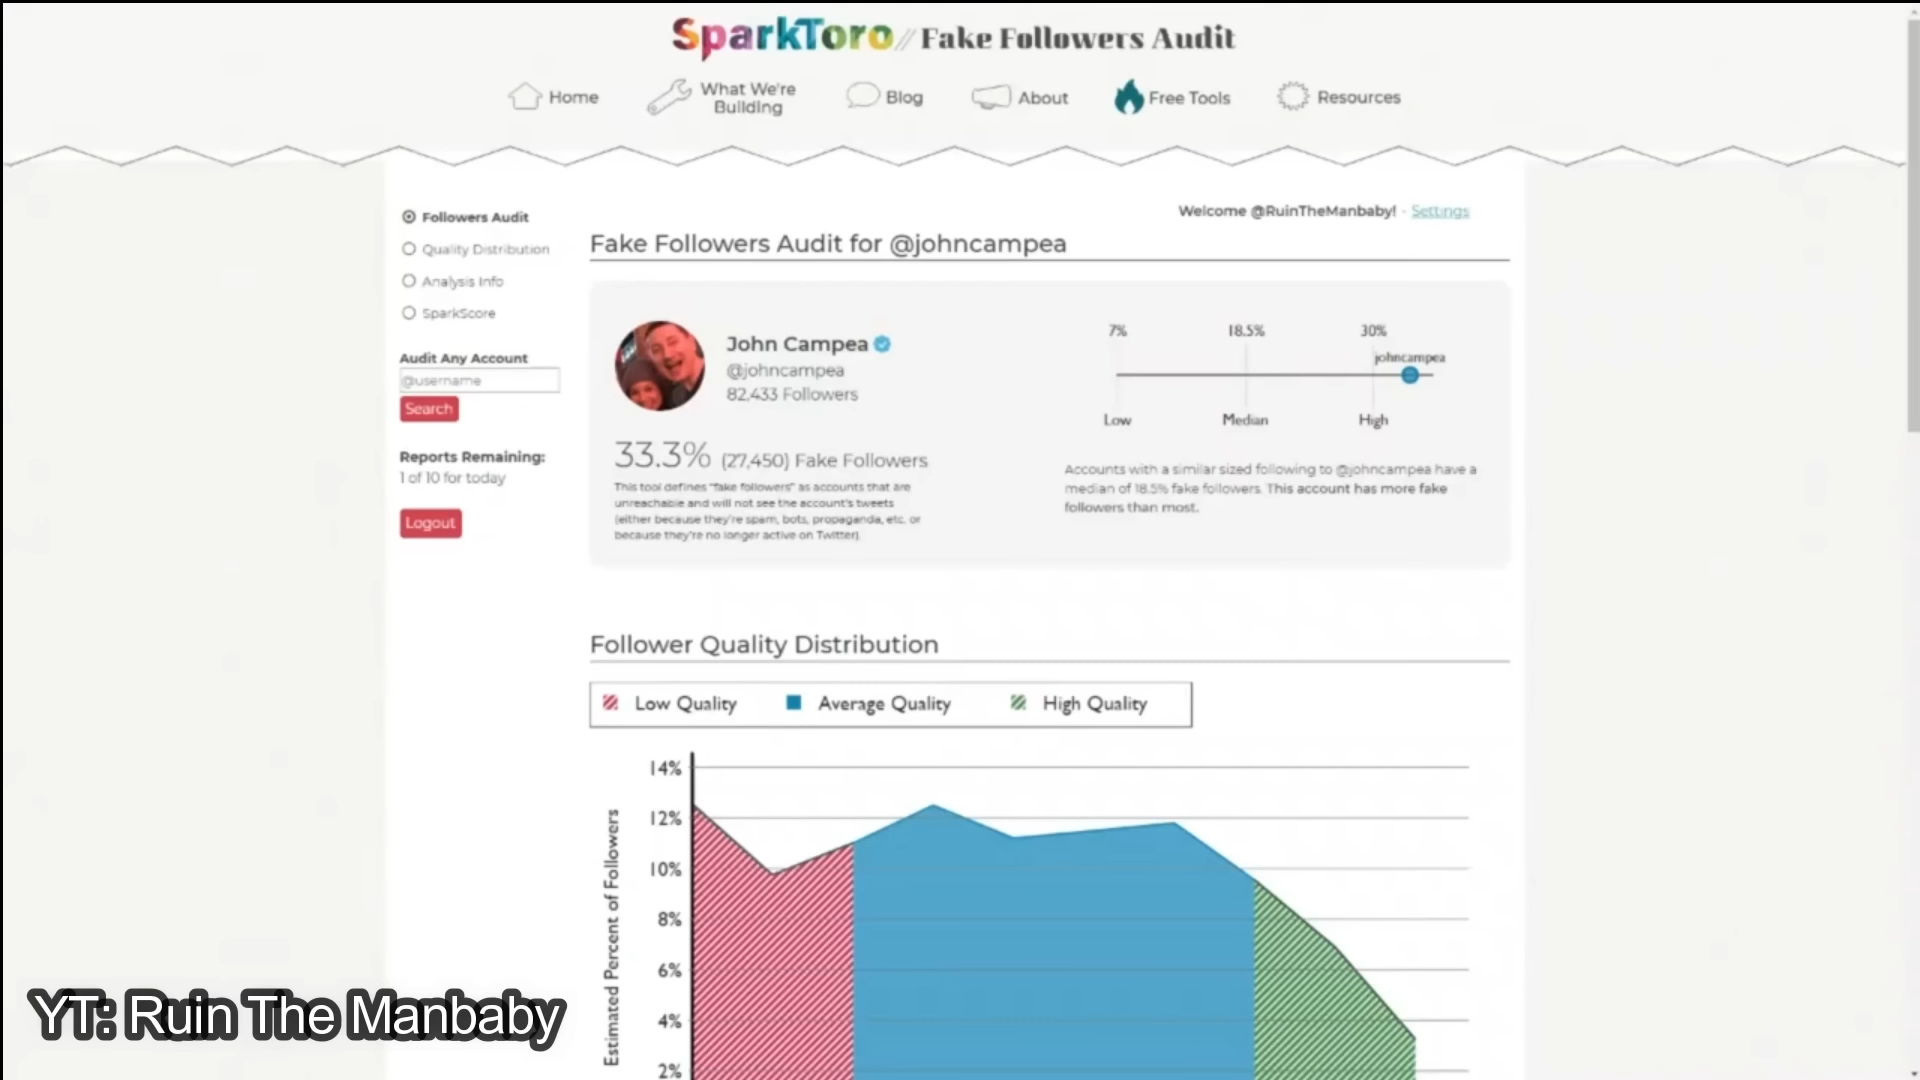 SparkToro // Fake Followers Audit
Home
What We're
Building
Blog
About
Free Tools
Resources
Followers Audit
Quality Distribution
Analysis Info
SparkScore
Audit Any Account
@username
Search
Reports Remaining:
1 of 10 for today
Logout
Welcome @RuinTheManbaby! - Settings
Fake Followers Audit for @johncampea
John Campea
@johncampea
82,433 Followers
33.3% (27,450) Fake Followers
This tool defines "fake followers" as accounts that are
unreachable and will not see the account's tweets
(either because they're spam, bots, propaganda, etc. or
because they're no longer active on Twitter).
7% 18.5% 30%
johncampea
Low Median High
Accounts with a similar sized following to @johncampea have a
median of 18.5% fake followers. This account has more fake
followers than most.
Follower Quality Distribution
Low Quality Average Quality High Quality
14%
12%
10%
8%
6%
4%
2%
Estimated Percent of Followers
YT: Ruin The Manbaby